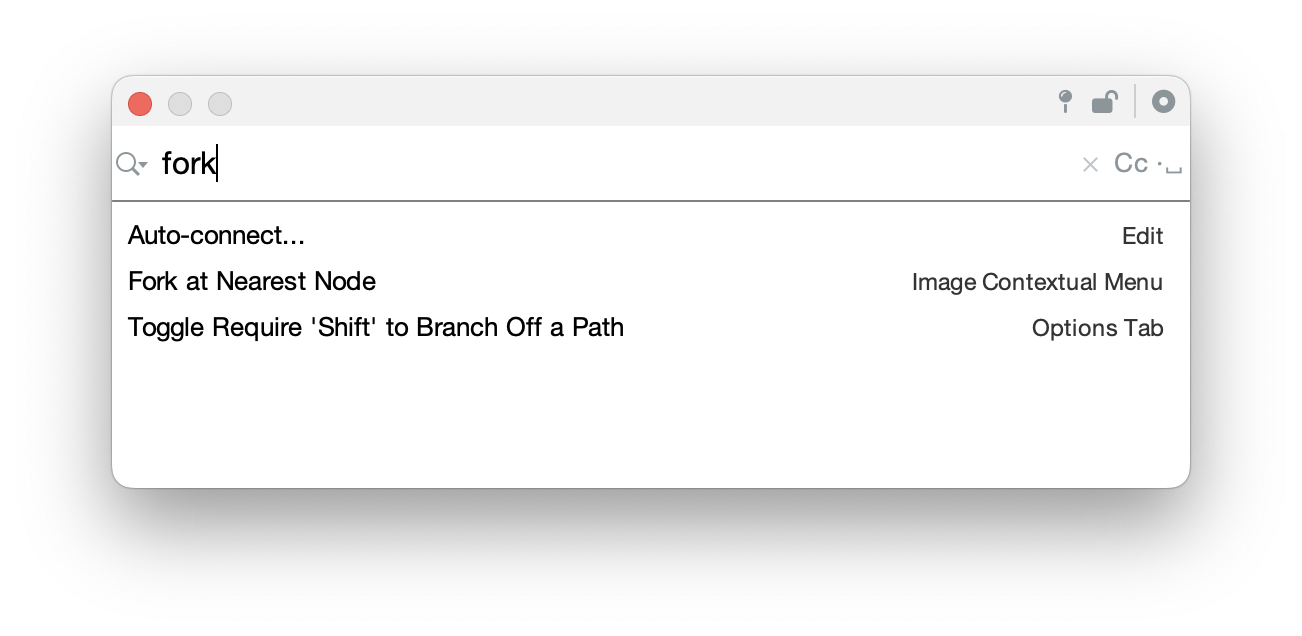 fork × Cc ·⎵
Auto-connect... Edit
Fork at Nearest Node Image Contextual Menu
Toggle Require 'Shift' to Branch Off a Path Options Tab